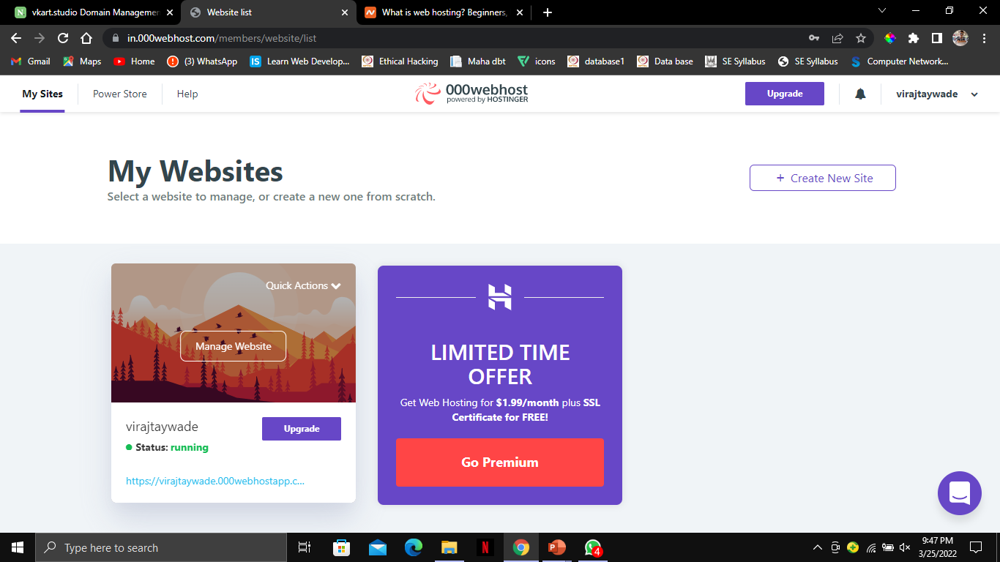 vkart.studio Domain Managemen
Website list
What is web hosting? Beginners,
in.000webhost.com/members/website/list
Gmail
Maps
Home
(3) WhatsApp
IS
Learn Web Develop...
Ethical Hacking
Maha dbt
icons
database1
Data base
SE Syllabus
SE Syllabus
Computer Network...
My Sites
Power Store
Help
000webhost
powered by HOSTINGER
Upgrade
virajtaywade
My Websites
Select a website to manage, or create a new one from scratch.
+ Create New Site
Quick Actions
Manage Website
virajtaywade
Upgrade
Status: running
https://virajtaywade.000webhostapp.c...
LIMITED TIME
OFFER
Get Web Hosting for $1.99/month plus SSL
Certificate for FREE!
Go Premium
Type here to search
4
9:47 PM
3/25/2022